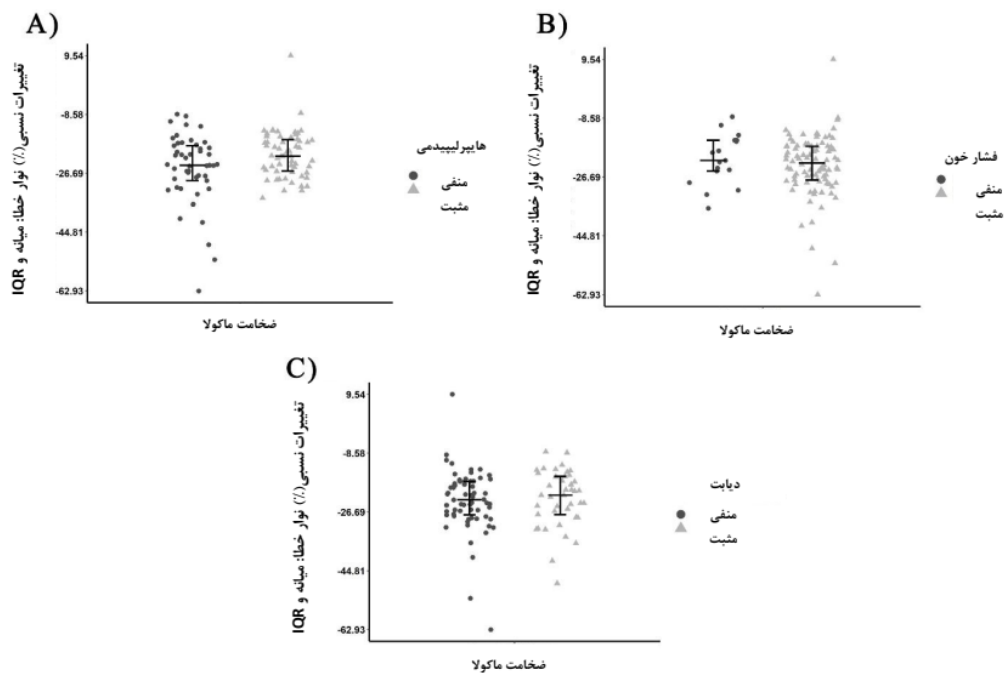 A)
تغییرات نسبی(٪) نوار خطا: میانه و IQR
9.54
-8.58
-26.69
-44.81
-62.93
ضخامت ماکولا
هایپرلیپیدمی
منفی
مثبت
B)
تغییرات نسبی(٪) نوار خطا: میانه و IQR
9.54
-8.58
-26.69
-44.81
-62.93
ضخامت ماکولا
فشار خون
منفی
مثبت
C)
تغییرات نسبی(٪) نوار خطا: میانه و IQR
9.54
-8.58
-26.69
-44.81
-62.93
ضخامت ماکولا
دیابت
منفی
مثبت